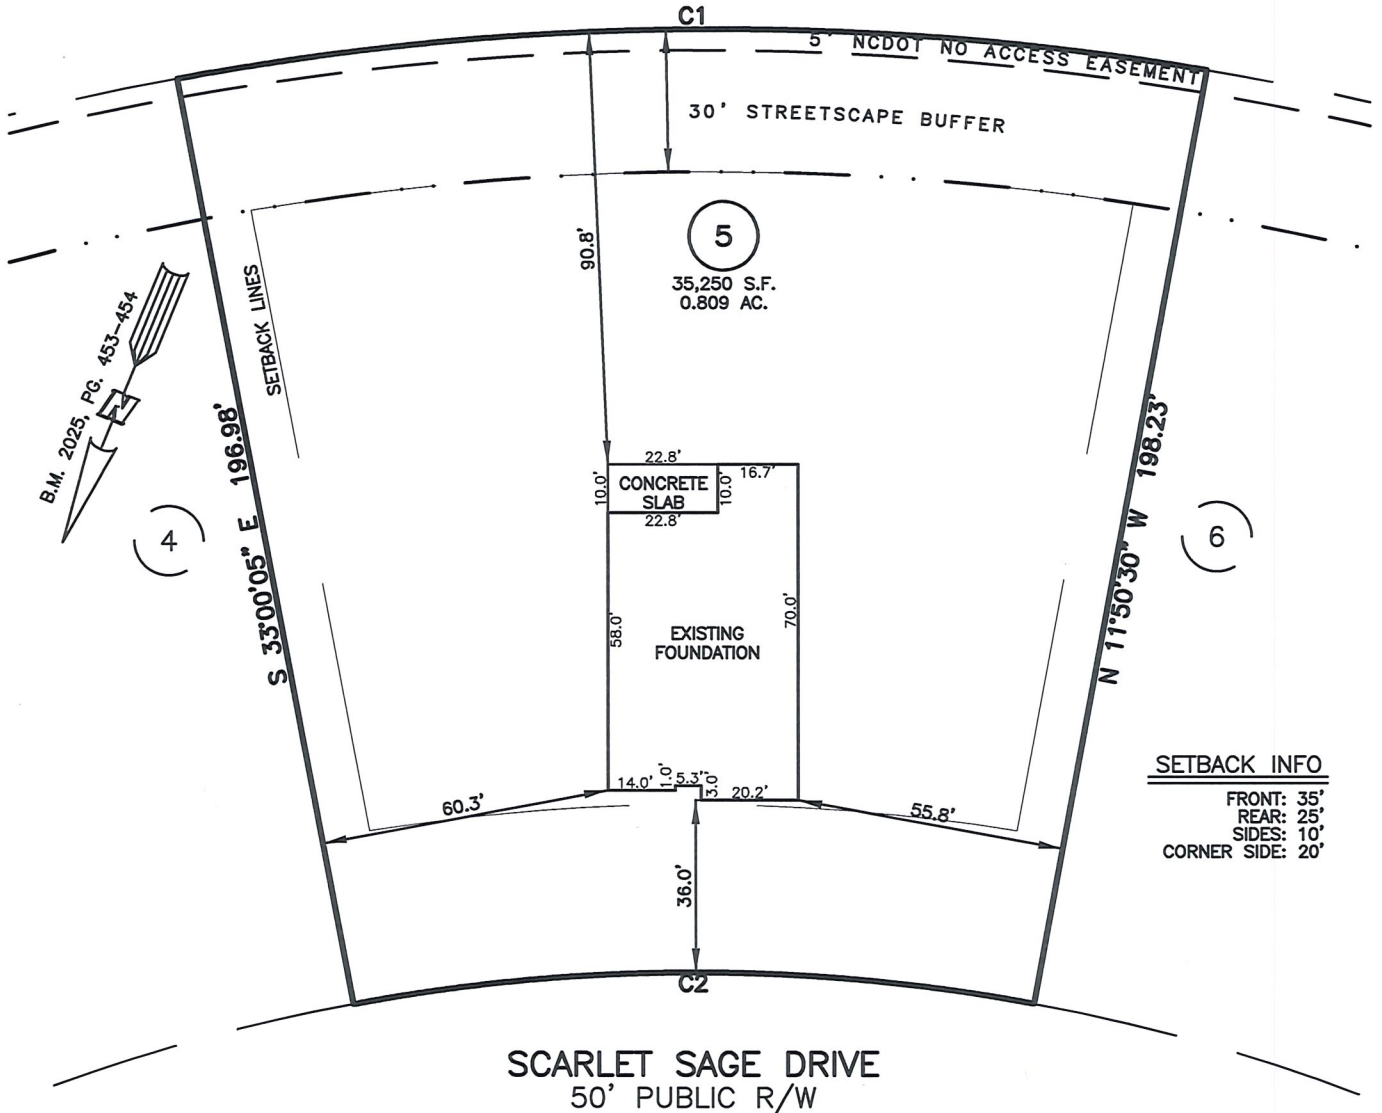 C1
5' NCDOT NO ACCESS EASEMENT
30' STREETSCAPE BUFFER
90.8'
5
35,250 S.F.
0.809 AC.
SETBACK LINES
B.M. 2025, PG. 453-454
N
S 33°00'05" E 196.98'
N 11°50'30" W 198.23'
4
6
22.8'
16.7'
10.0'
CONCRETE
SLAB
10.0'
22.8'
58.0'
EXISTING
FOUNDATION
70.0'
14.0'
1.0'
5.3'
3.0'
20.2'
60.3'
55.8'
36.0'
SETBACK INFO
FRONT: 35'
REAR: 25'
SIDES: 10'
CORNER SIDE: 20'
C2
SCARLET SAGE DRIVE
50' PUBLIC R/W